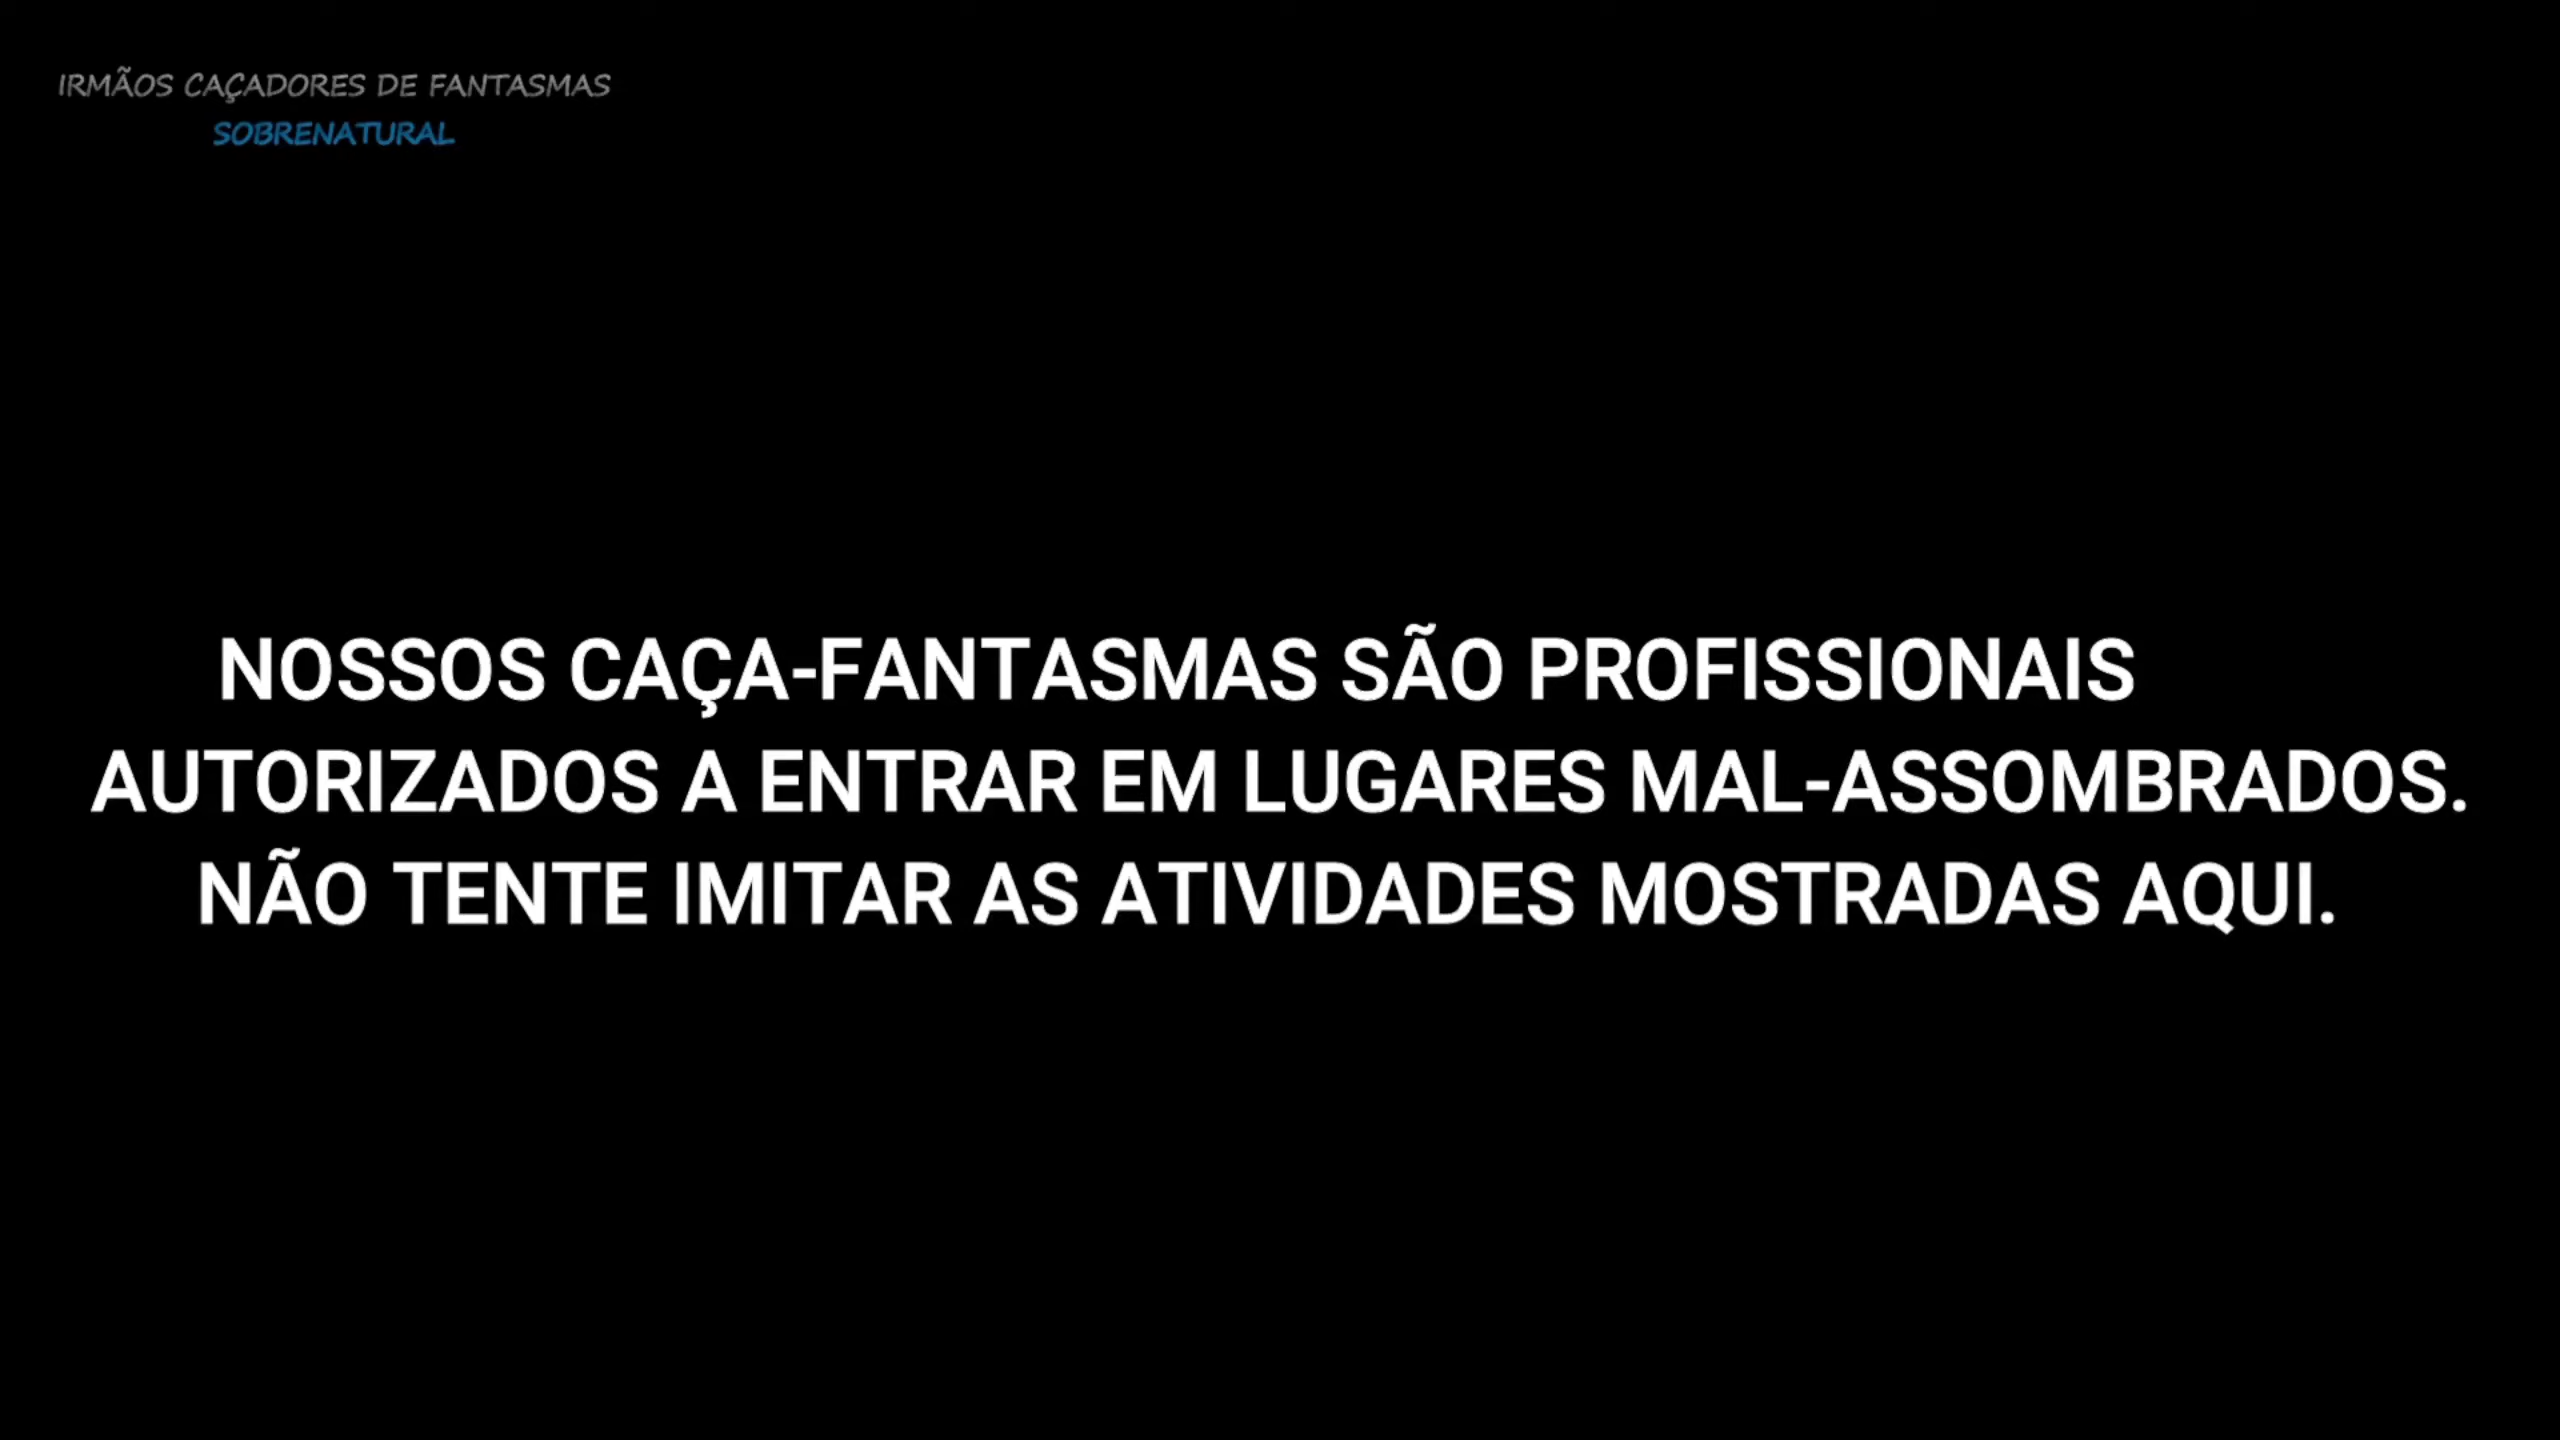 IRMÃOS CAÇADORES DE FANTASMAS
SOBRENATURAL
NOSSOS CAÇA-FANTASMAS SÃO PROFISSIONAIS
AUTORIZADOS A ENTRAR EM LUGARES MAL-ASSOMBRADOS.
NÃO TENTE IMITAR AS ATIVIDADES MOSTRADAS AQUI.